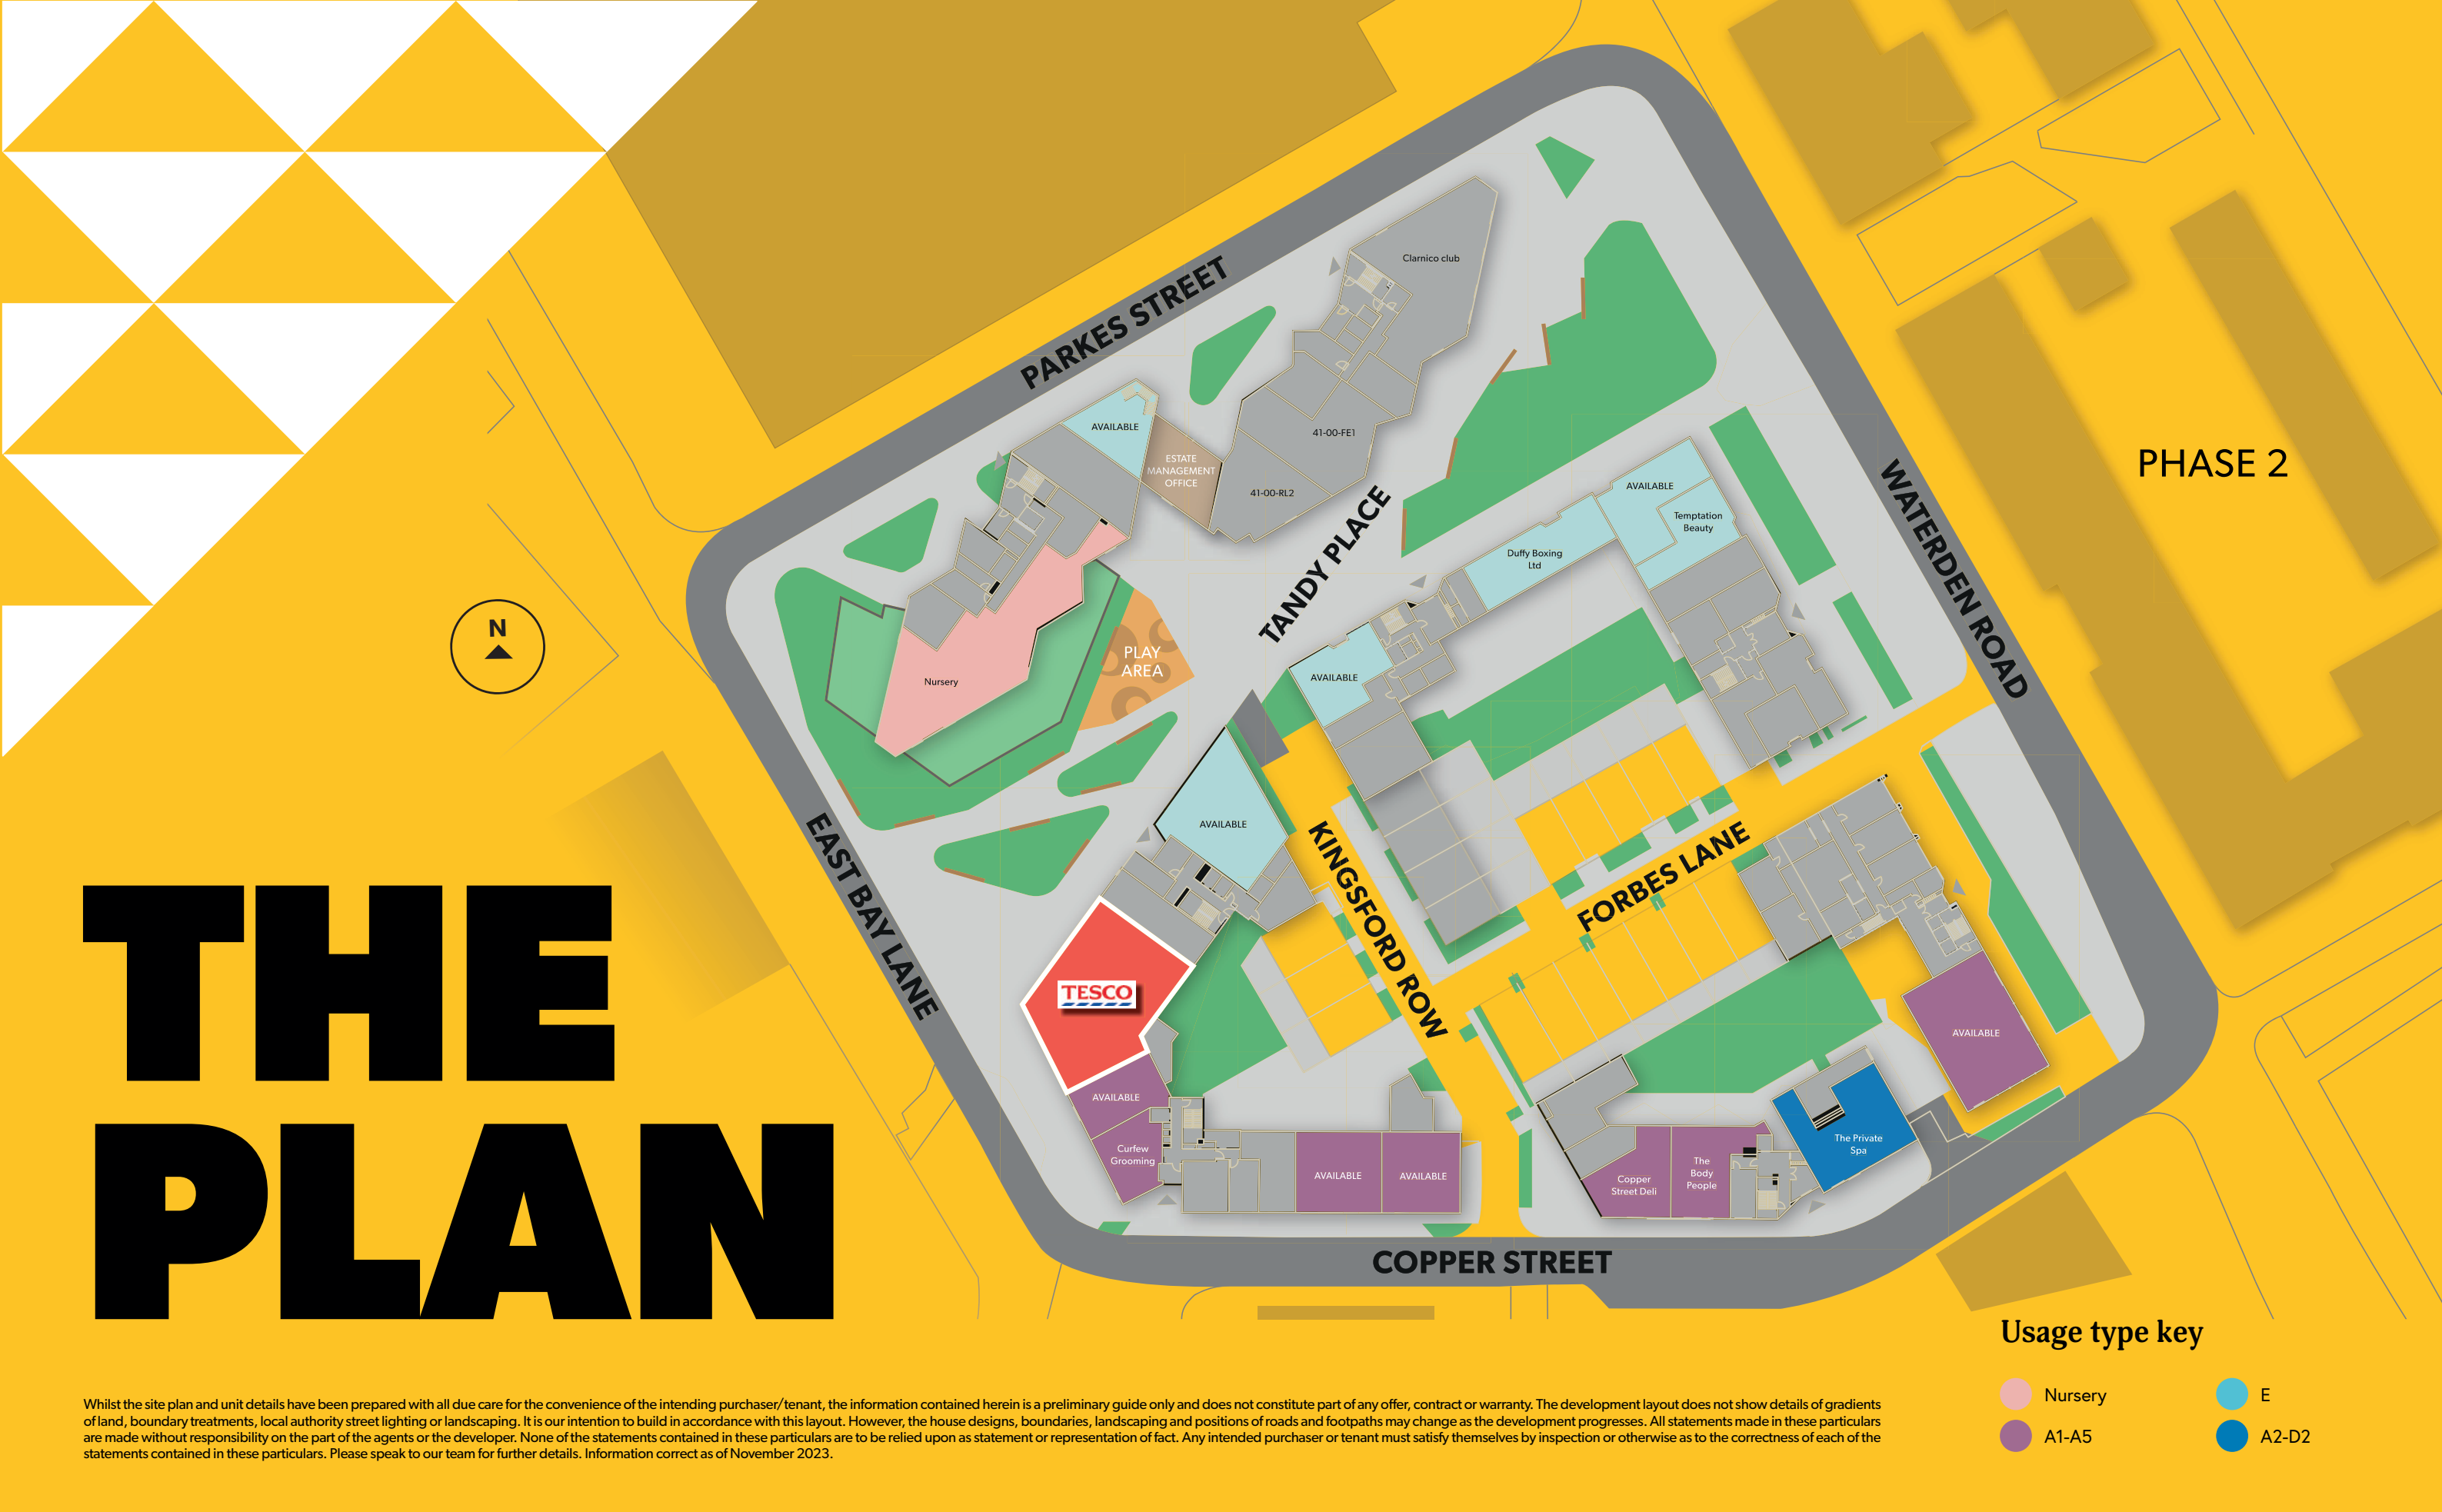 PARKES STREET
Clarnico club
AVAILABLE
ESTATE
MANAGEMENT
OFFICE
41-00-FE1
41-00-RL2
TANDY PLACE
AVAILABLE
Temptation
Beauty
Duffy Boxing
Ltd
WATERDEN ROAD
PHASE 2
N
PLAY
AREA
Nursery
AVAILABLE
AVAILABLE
EAST BAY LANE
KINGSFORD ROW
FORBES LANE
TESCO
AVAILABLE
AVAILABLE
Curfew
Grooming
AVAILABLE
AVAILABLE
Copper
Street Deli
The
Body
People
The Private
Spa
COPPER STREET
THE
PLAN
Usage type key
Nursery
E
A1-A5
A2-D2
Whilst the site plan and unit details have been prepared with all due care for the convenience of the intending purchaser/tenant, the information contained herein is a preliminary guide only and does not constitute part of any offer, contract or warranty. The development layout does not show details of gradients
of land, boundary treatments, local authority street lighting or landscaping. It is our intention to build in accordance with this layout. However, the house designs, boundaries, landscaping and positions of roads and footpaths may change as the development progresses. All statements made in these particulars
are made without responsibility on the part of the agents or the developer. None of the statements contained in these particulars are to be relied upon as statement or representation of fact. Any intended purchaser or tenant must satisfy themselves by inspection or otherwise as to the correctness of each of the
statements contained in these particulars. Please speak to our team for further details. Information correct as of November 2023.